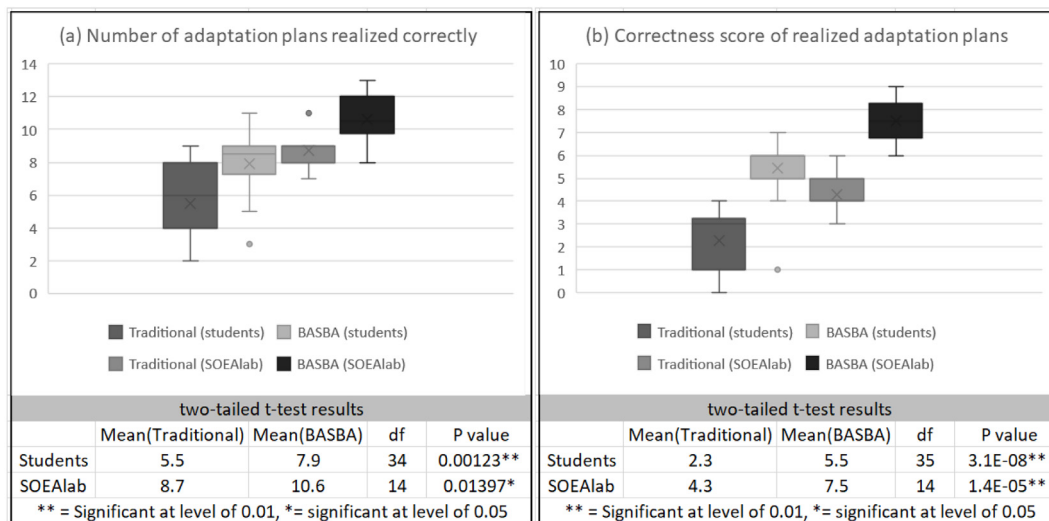 (a) Number of adaptation plans realized correctly
14
12
10
8
6
4
2
0
Traditional (students) BASBA (students)
Traditional (SOEAlab) BASBA (SOEAlab)
two-tailed t-test results
Mean(Traditional) Mean(BASBA) df P value
Students 5.5 7.9 34 0.00123**
SOEAlab 8.7 10.6 14 0.01397*
** = Significant at level of 0.01, *= significant at level of 0.05
(b) Correctness score of realized adaptation plans
10
9
8
7
6
5
4
3
2
1
0
Traditional (students) BASBA (students)
Traditional (SOEAlab) BASBA (SOEAlab)
two-tailed t-test results
Mean(Traditional) Mean(BASBA) df P value
Students 2.3 5.5 35 3.1E-08**
SOEAlab 4.3 7.5 14 1.4E-05**
** = Significant at level of 0.01, *= significant at level of 0.05